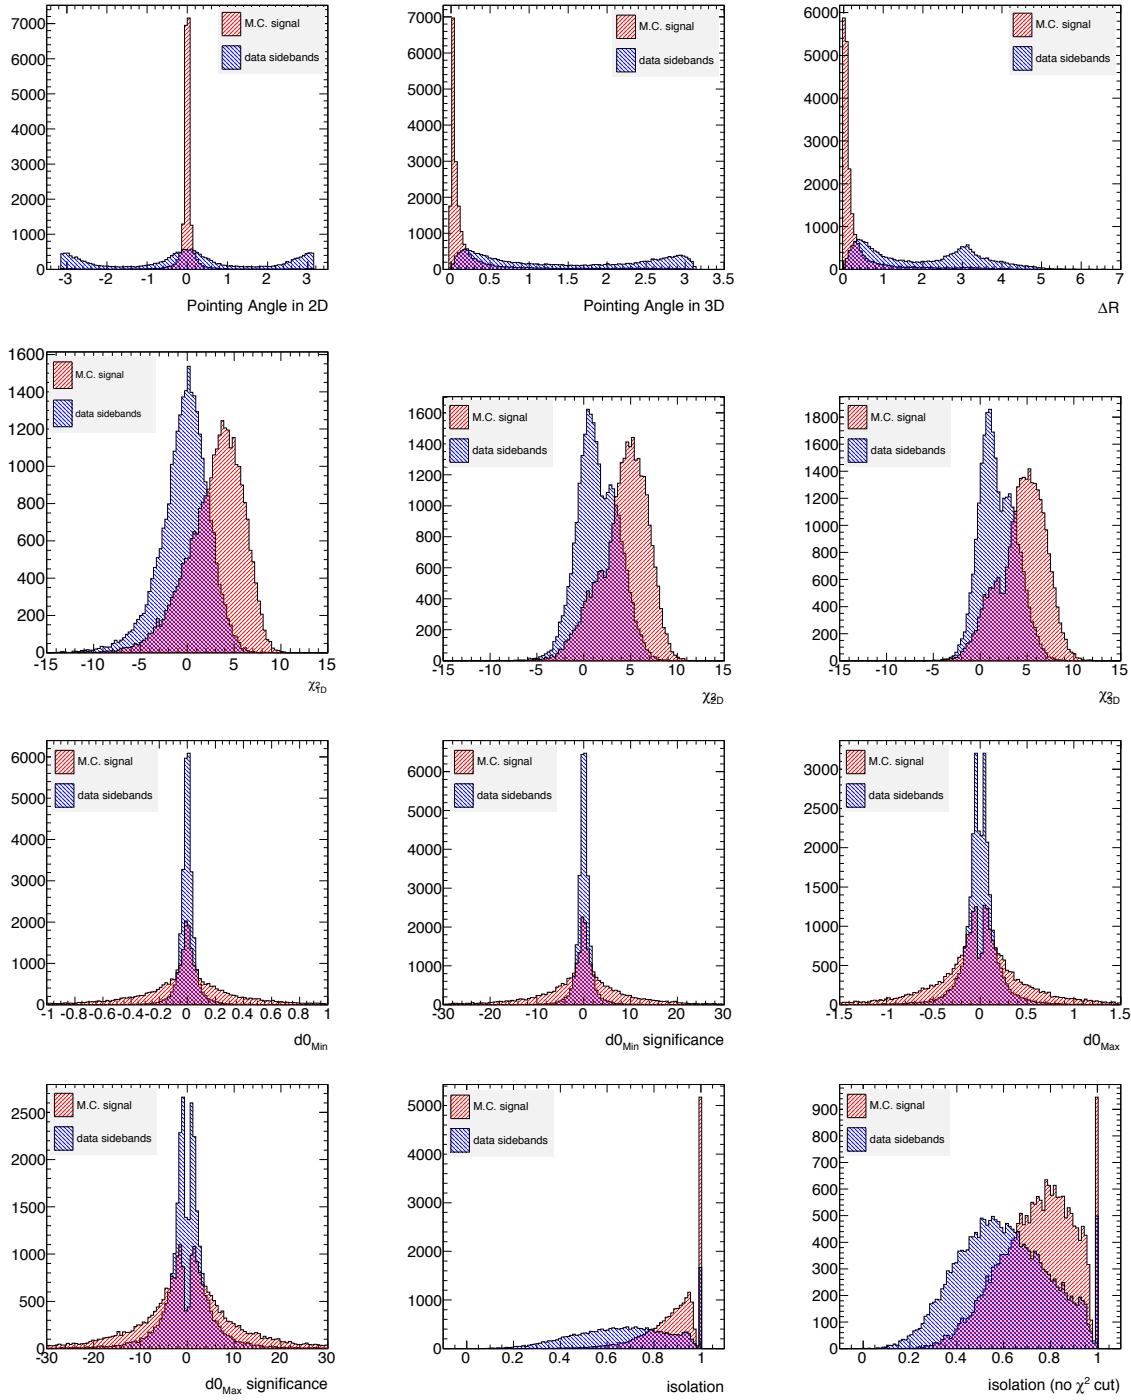 7000
6000
5000
4000
3000
2000
1000
0
-3 -2 -1 0 1 2 3
Pointing Angle in 2D
M.C. signal
data sidebands
7000
6000
5000
4000
3000
2000
1000
0
0 0.5 1 1.5 2 2.5 3 3.5
Pointing Angle in 3D
M.C. signal
data sidebands
6000
5000
4000
3000
2000
1000
0
0 1 2 3 4 5 6 7
ΔR
M.C. signal
data sidebands
1600
1400
1200
1000
800
600
400
200
0
-15 -10 -5 0 5 10 15
χ²1D
M.C. signal
data sidebands
1600
1400
1200
1000
800
600
400
200
0
-15 -10 -5 0 5 10 15
χ²2D
M.C. signal
data sidebands
1800
1600
1400
1200
1000
800
600
400
200
0
-15 -10 -5 0 5 10 15
χ²3D
M.C. signal
data sidebands
6000
5000
4000
3000
2000
1000
0
-1 -0.8 -0.6 -0.4 -0.2 0 0.2 0.4 0.6 0.8 1
d0Min
M.C. signal
data sidebands
6000
5000
4000
3000
2000
1000
0
-30 -20 -10 0 10 20 30
d0Min significance
M.C. signal
data sidebands
3000
2500
2000
1500
1000
500
0
-1.5 -1 -0.5 0 0.5 1 1.5
d0Max
M.C. signal
data sidebands
2500
2000
1500
1000
500
0
-30 -20 -10 0 10 20 30
d0Max significance
M.C. signal
data sidebands
5000
4000
3000
2000
1000
0
0 0.2 0.4 0.6 0.8 1
isolation
M.C. signal
data sidebands
900
800
700
600
500
400
300
200
100
0
0 0.2 0.4 0.6 0.8 1
isolation (no χ² cut)
M.C. signal
data sidebands